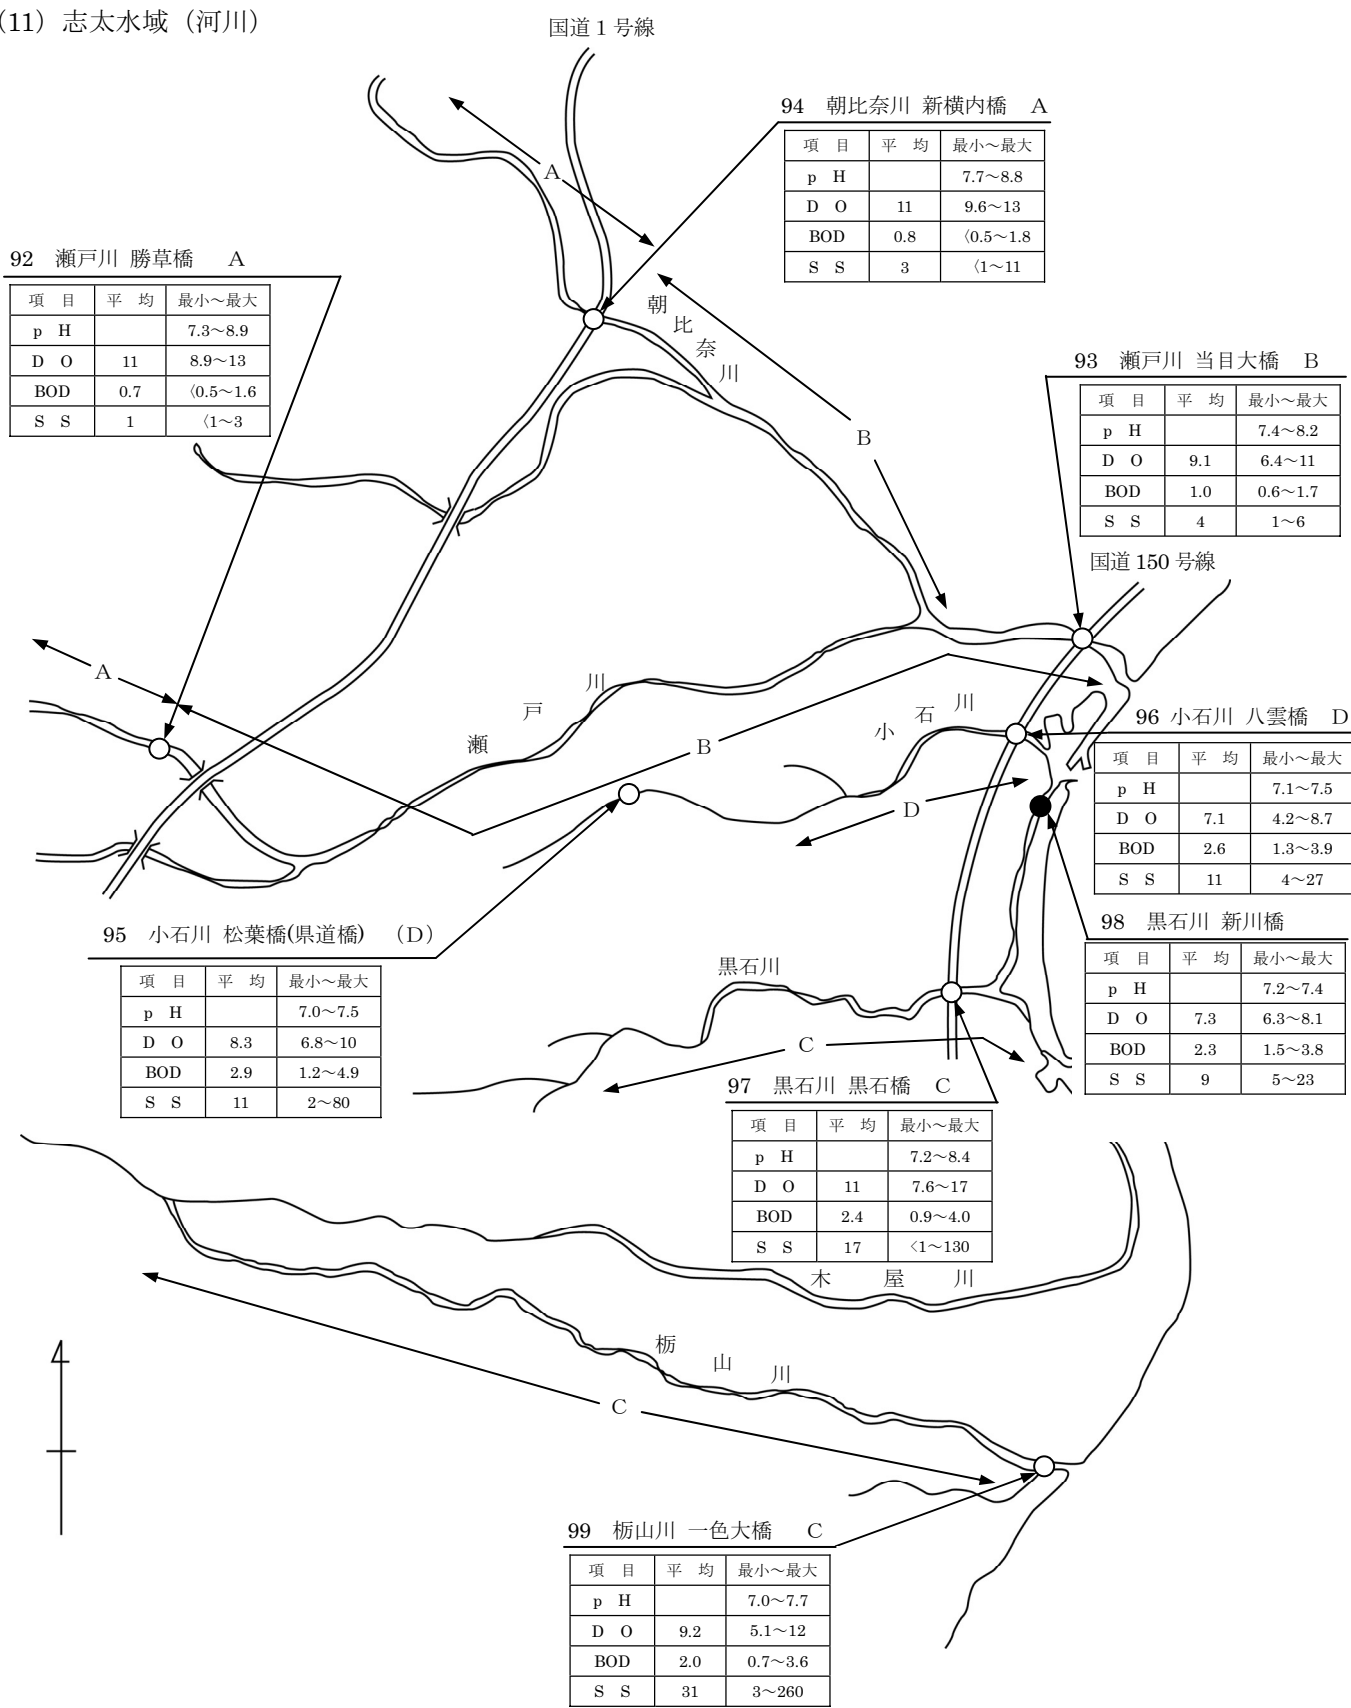 (11) 志太水域（河川）
国道 1 号線
94 朝比奈川 新横内橋 A
項 目 平 均 最小～最大
p H 7.7～8.8
D O 11 9.6～13
BOD 0.8 〈0.5～1.8
S S 3 〈1～11
A
92 瀬戸川 勝草橋 A
項 目 平 均 最小～最大
p H 7.3～8.9
D O 11 8.9～13
BOD 0.7 〈0.5～1.6
S S 1 〈1～3
朝比奈川
93 瀬戸川 当目大橋 B
項 目 平 均 最小～最大
p H 7.4～8.2
D O 9.1 6.4～11
BOD 1.0 0.6～1.7
S S 4 1～6
B
国道 150 号線
A
瀬戸川
B
小石川
96 小石川 八雲橋 D
項 目 平 均 最小～最大
p H 7.1～7.5
D O 7.1 4.2～8.7
BOD 2.6 1.3～3.9
S S 11 4～27
D
95 小石川 松葉橋(県道橋) （D）
項 目 平 均 最小～最大
p H 7.0～7.5
D O 8.3 6.8～10
BOD 2.9 1.2～4.9
S S 11 2～80
98 黒石川 新川橋
項 目 平 均 最小～最大
p H 7.2～7.4
D O 7.3 6.3～8.1
BOD 2.3 1.5～3.8
S S 9 5～23
黒石川
C
97 黒石川 黒石橋 C
項 目 平 均 最小～最大
p H 7.2～8.4
D O 11 7.6～17
BOD 2.4 0.9～4.0
S S 17 <1～130
木 屋 川
栃山川
C
99 栃山川 一色大橋 C
項 目 平 均 最小～最大
p H 7.0～7.7
D O 9.2 5.1～12
BOD 2.0 0.7～3.6
S S 31 3～260